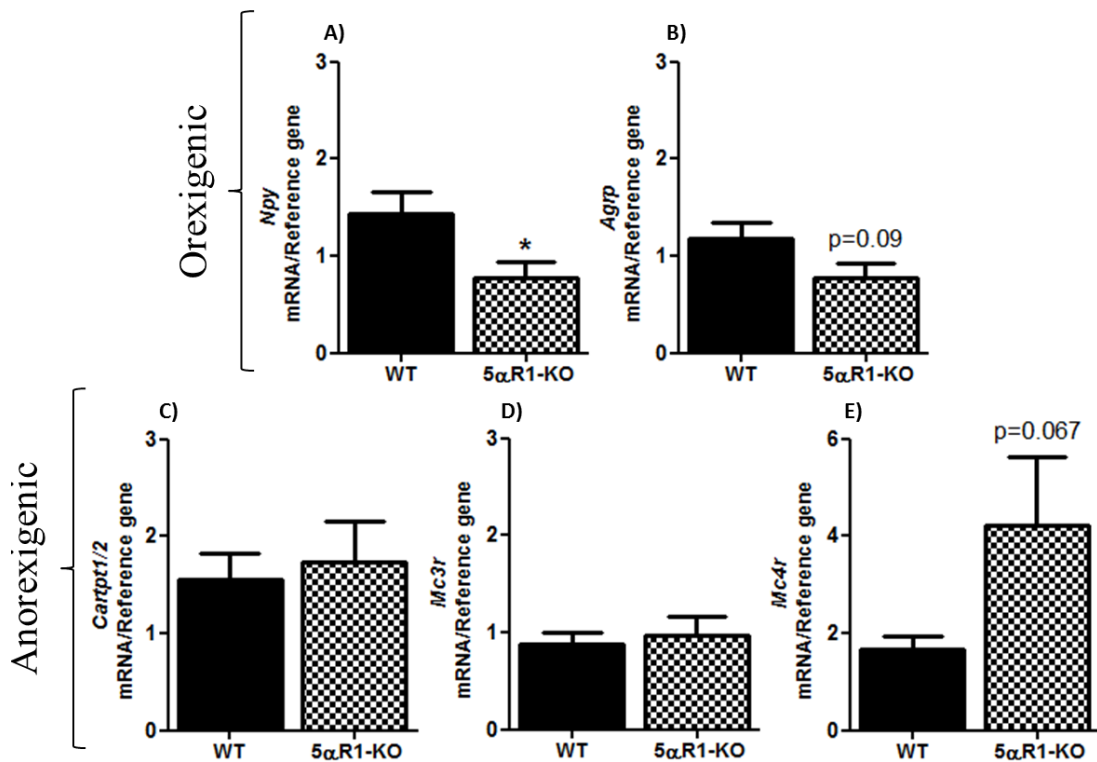 Orexigenic
A)
Npy
mRNA/Reference gene
3
2
1
0
*
WT
5αR1-KO
B)
Agrp
mRNA/Reference gene
3
2
1
0
p=0.09
WT
5αR1-KO
Anorexigenic
C)
Cartpt1/2
mRNA/Reference gene
3
2
1
0
WT
5αR1-KO
D)
Mc3r
mRNA/Reference gene
3
2
1
0
WT
5αR1-KO
E)
Mc4r
mRNA/Reference gene
6
4
2
0
p=0.067
WT
5αR1-KO